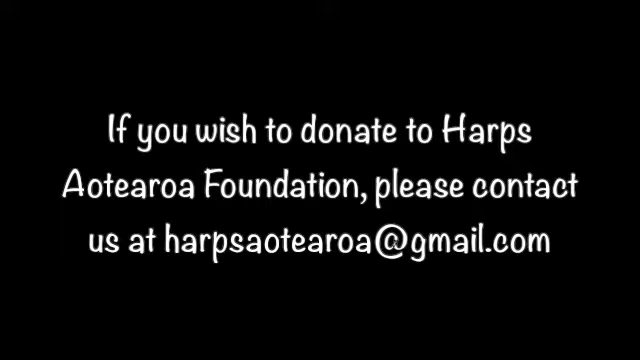 If you wish to donate to Harps
Aotearoa Foundation, please contact
us at harpsaotearoa@gmail.com